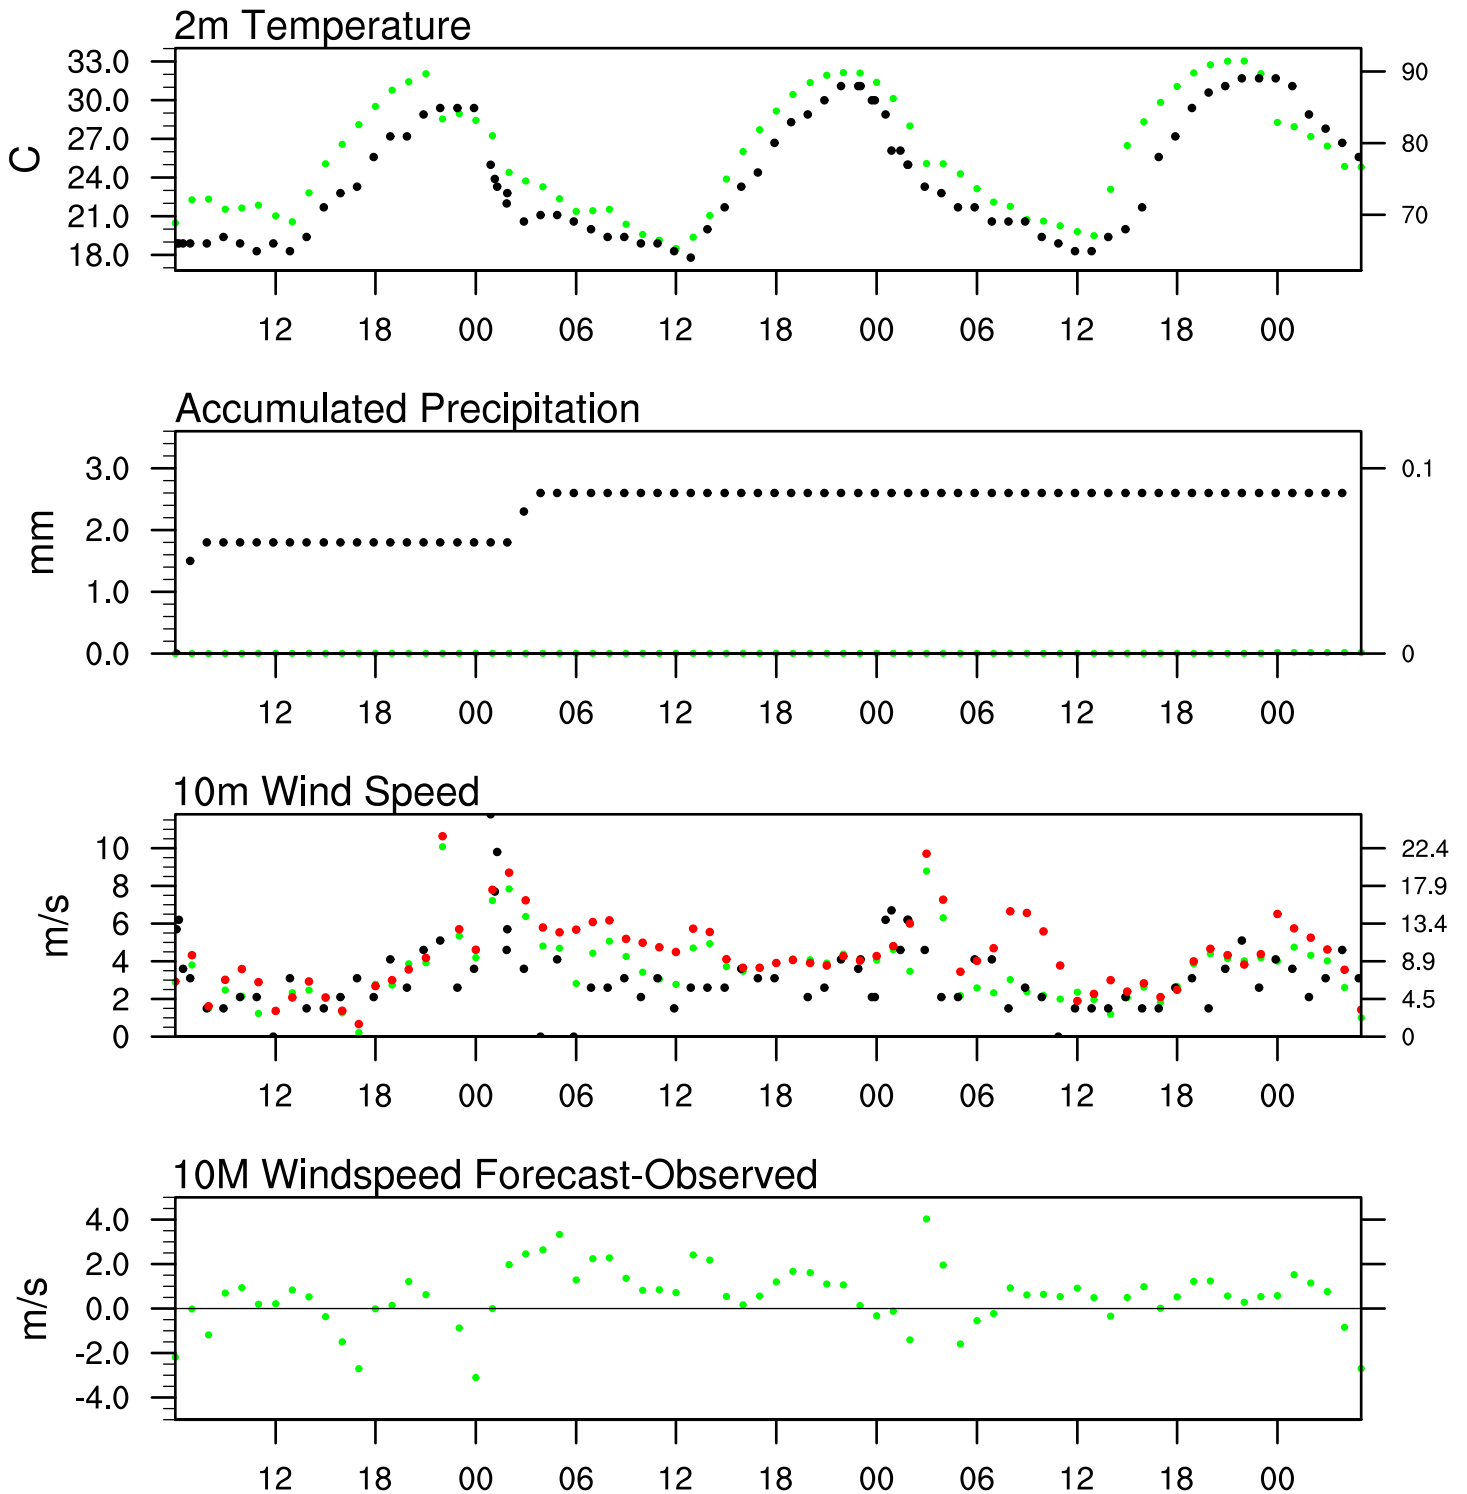 2m Temperature
C
33.0
30.0
27.0
24.0
21.0
18.0
90
80
70
12 18 00 06 12 18 00 06 12 18 00
Accumulated Precipitation
mm
3.0
2.0
1.0
0.0
0.1
0
12 18 00 06 12 18 00 06 12 18 00
10m Wind Speed
m/s
10
8
6
4
2
0
22.4
17.9
13.4
8.9
4.5
0
12 18 00 06 12 18 00 06 12 18 00
10M Windspeed Forecast-Observed
m/s
4.0
2.0
0.0
-2.0
-4.0
12 18 00 06 12 18 00 06 12 18 00